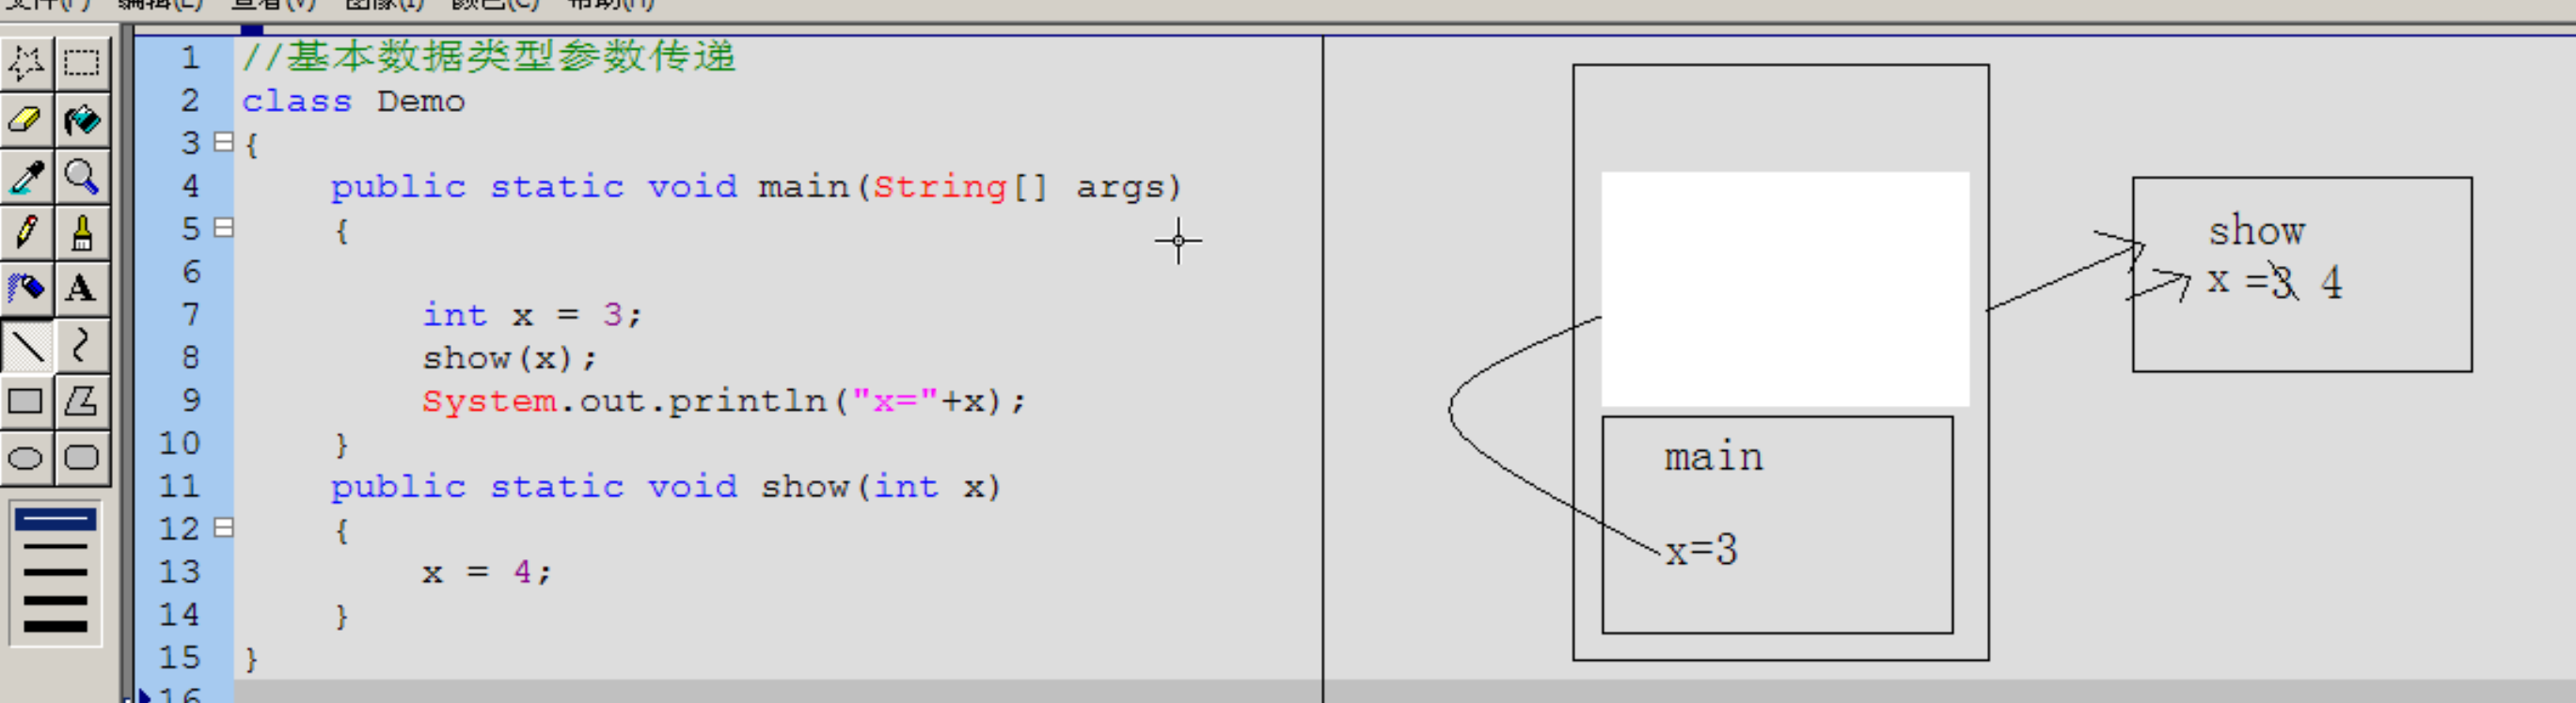 文件(F) 编辑(E) 查看(V) 图像(I) 颜色(C) 帮助(H)
A
1 //基本数据类型参数传递
2 class Demo
3 {
4 public static void main(String[] args)
5 {
6
7 int x = 3;
8 show(x);
9 System.out.println("x="+x);
10 }
11 public static void show(int x)
12 {
13 x = 4;
14 }
15 }
16
main
x=3
show
x =3 4